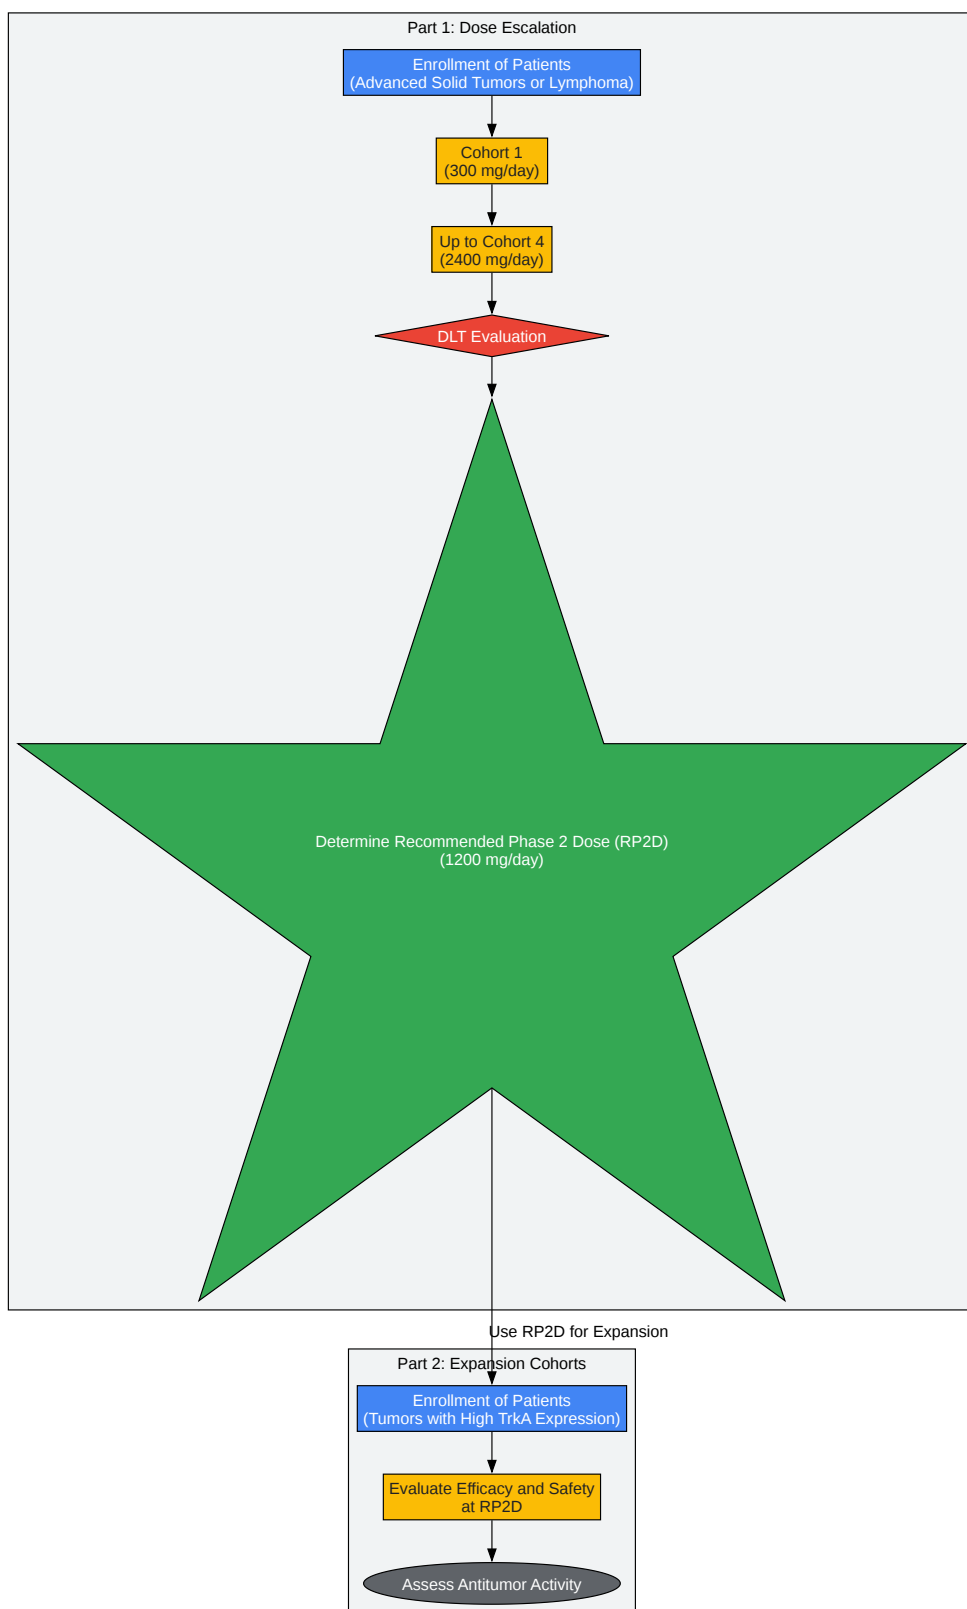 Part 1: Dose Escalation
Enrollment of Patients
(Advanced Solid Tumors or Lymphoma)
Cohort 1
(300 mg/day)
Up to Cohort 4
(2400 mg/day)
DLT Evaluation
Determine Recommended Phase 2 Dose (RP2D)
(1200 mg/day)
Use RP2D for Expansion
Part 2: Expansion Cohorts
Enrollment of Patients
(Tumors with High TrkA Expression)
Evaluate Efficacy and Safety
at RP2D
Assess Antitumor Activity